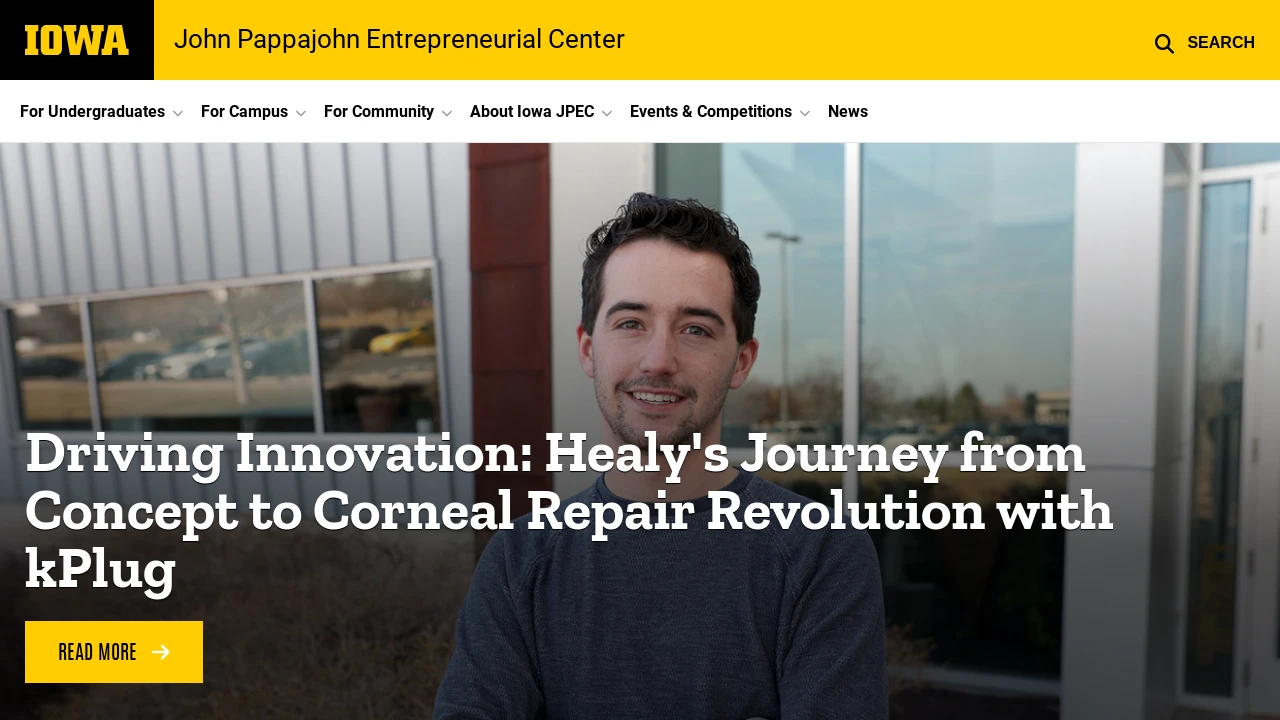 IOWA
John Pappajohn Entrepreneurial Center
SEARCH
For Undergraduates
For Campus
For Community
About Iowa JPEC
Events & Competitions
News
Driving Innovation: Healy's Journey from
Concept to Corneal Repair Revolution with
kPlug
READ MORE